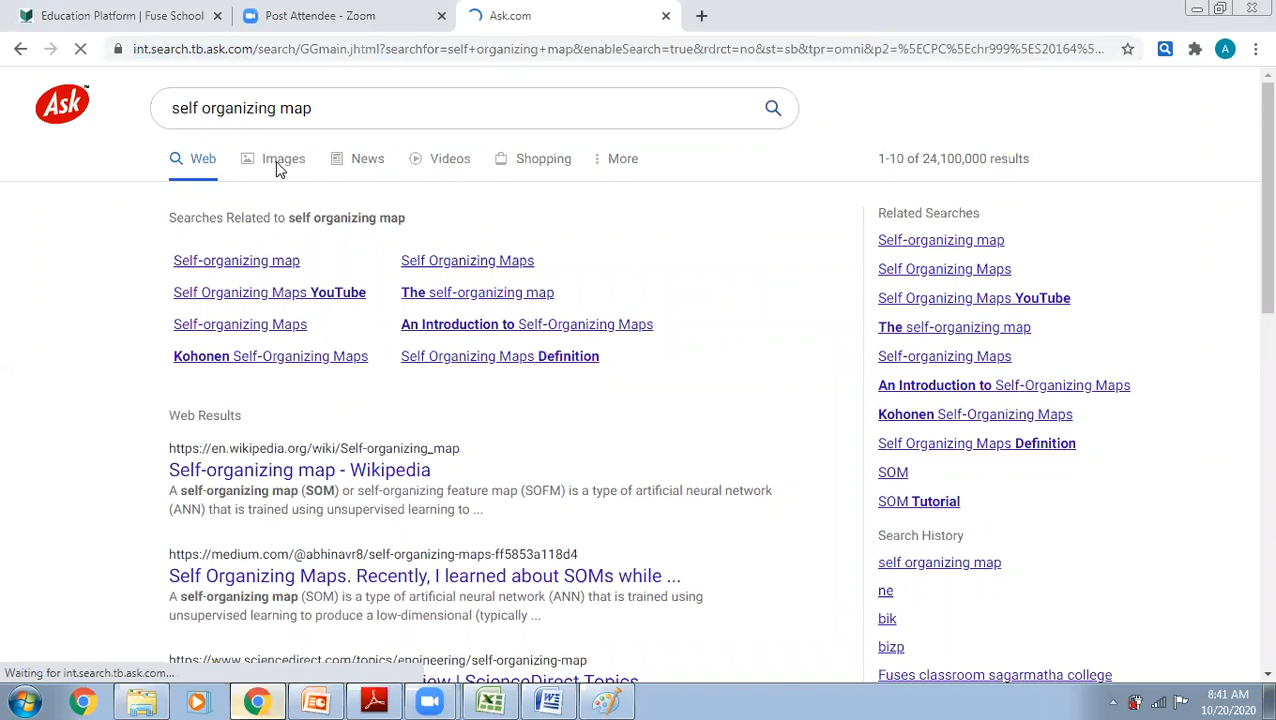 Education Platform | Fuse School
Post Attendee - Zoom
Ask.com
int.search.tb.ask.com/search/GGmain.jhtml?searchfor=self+organizing+map&enableSearch=true&rdrct=no&st=sb&tpr=omni&p2=%5ECPC%5Echr999%5ES20164%5E...
A
Ask
self organizing map
Web
Images
News
Videos
Shopping
More
1-10 of 24,100,000 results
Searches Related to self organizing map
Self-organizing map
Self Organizing Maps
Self Organizing Maps YouTube
The self-organizing map
Self-organizing Maps
An Introduction to Self-Organizing Maps
Kohonen Self-Organizing Maps
Self Organizing Maps Definition
Web Results
https://en.wikipedia.org/wiki/Self-organizing_map
Self-organizing map - Wikipedia
A self-organizing map (SOM) or self-organizing feature map (SOFM) is a type of artificial neural network
(ANN) that is trained using unsupervised learning to ...
https://medium.com/@abhinavr8/self-organizing-maps-ff5853a118d4
Self Organizing Maps. Recently, I learned about SOMs while ...
A self-organizing map (SOM) is a type of artificial neural network (ANN) that is trained using
unsupervised learning to produce a low-dimensional (typically ...
https://www.sciencedirect.com/topics/engineering/self-organizing-map
| ScienceDirect Topics
Related Searches
Self-organizing map
Self Organizing Maps
Self Organizing Maps YouTube
The self-organizing map
Self-organizing Maps
An Introduction to Self-Organizing Maps
Kohonen Self-Organizing Maps
Self Organizing Maps Definition
SOM
SOM Tutorial
Search History
self organizing map
ne
bik
bizp
Fuses classroom sagarmatha college
Waiting for int.search.tb.ask.com...
8:41 AM
10/20/2020